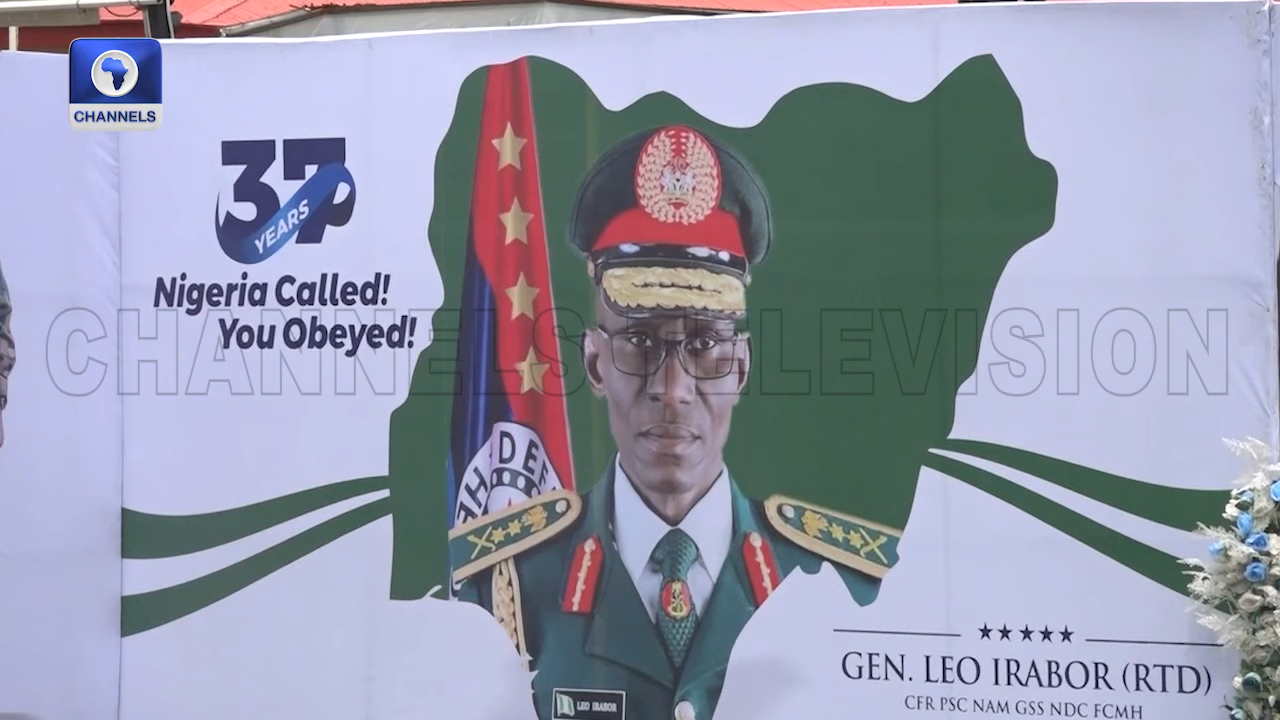 CHANNELS
37
YEARS
Nigeria Called!
You Obeyed!
CHANNELS TELEVISION
DEF
★★★★★
GEN. LEO IRABOR (RTD)
CFR PSC NAM GSS NDC FCMH
LEO IRABOR